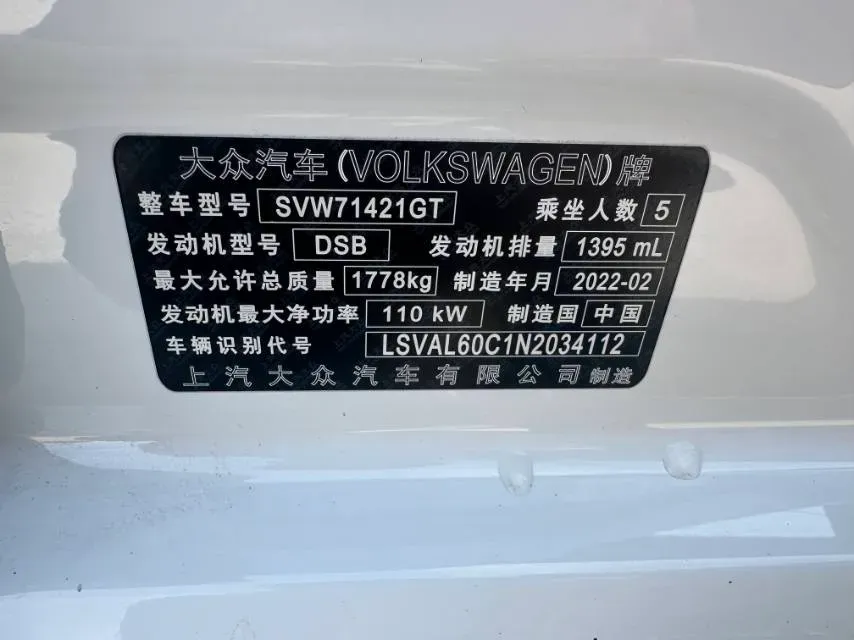 大众汽车(VOLKSWAGEN)牌
整车型号 SVW71421GT 乘坐人数 5
发动机型号 DSB 发动机排量 1395 mL
最大允许总质量 1778kg 制造年月 2022-02
发动机最大净功率 110 kW 制造国 中国
车辆识别代号 LSVAL60C1N2034112
上汽大众汽车有限公司 制造